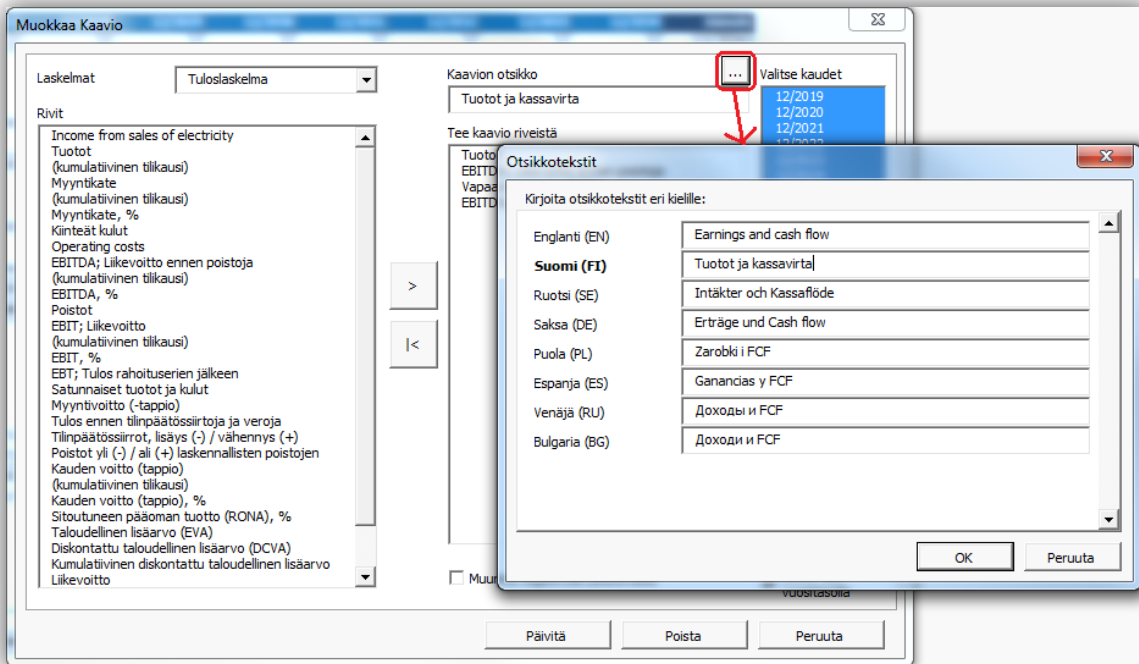 Muokkaa Kaavio
Laskelmat
Tuloslaskelma
Rivit
Income from sales of electricity
Tuotot
(kumulatiivinen tilikausi)
Myyntikate
(kumulatiivinen tilikausi)
Myyntikate, %
Kiinteät kulut
Operating costs
EBITDA; Liikevoitto ennen poistoja
(kumulatiivinen tilikausi)
EBITDA, %
Poistot
EBIT; Liikevoitto
(kumulatiivinen tilikausi)
EBIT, %
EBT; Tulos rahoituserien jälkeen
Satunnaiset tuotot ja kulut
Myyntivoitto (-tappio)
Tulos ennen tilinpäätössiirtoja ja veroja
Tilinpäätössiirrot, lisäys (-) / vähennys (+)
Poistot yli (-) / ali (+) laskennallisten poistojen
Kauden voitto (tappio)
(kumulatiivinen tilikausi)
Kauden voitto (tappio), %
Sitoutuneen pääoman tuotto (RONA), %
Taloudellinen lisäarvo (EVA)
Diskontattu taloudellinen lisäarvo (DCVA)
Kumulatiivinen diskontattu taloudellinen lisäarvo
Liikevoitto
>
|<
Kaavion otsikko
...
Tuotot ja kassavirta
Tee kaavio riveistä
Tuoto
EBITD
Vapaa
EBITD
Muu
Valitse kaudet
12/2019
12/2020
12/2021
12/2022
vuositasolla
Päivitä
Poista
Peruuta
Otsikkotekstit
Kirjoita otsikkotekstit eri kielille:
Englanti (EN)
Earnings and cash flow
Suomi (FI)
Tuotot ja kassavirta
Ruotsi (SE)
Intäkter och Kassaflöde
Saksa (DE)
Erträge und Cash flow
Puola (PL)
Zarobki i FCF
Espanja (ES)
Ganancias y FCF
Venäjä (RU)
Доходы и FCF
Bulgaria (BG)
Доходи и FCF
OK
Peruuta